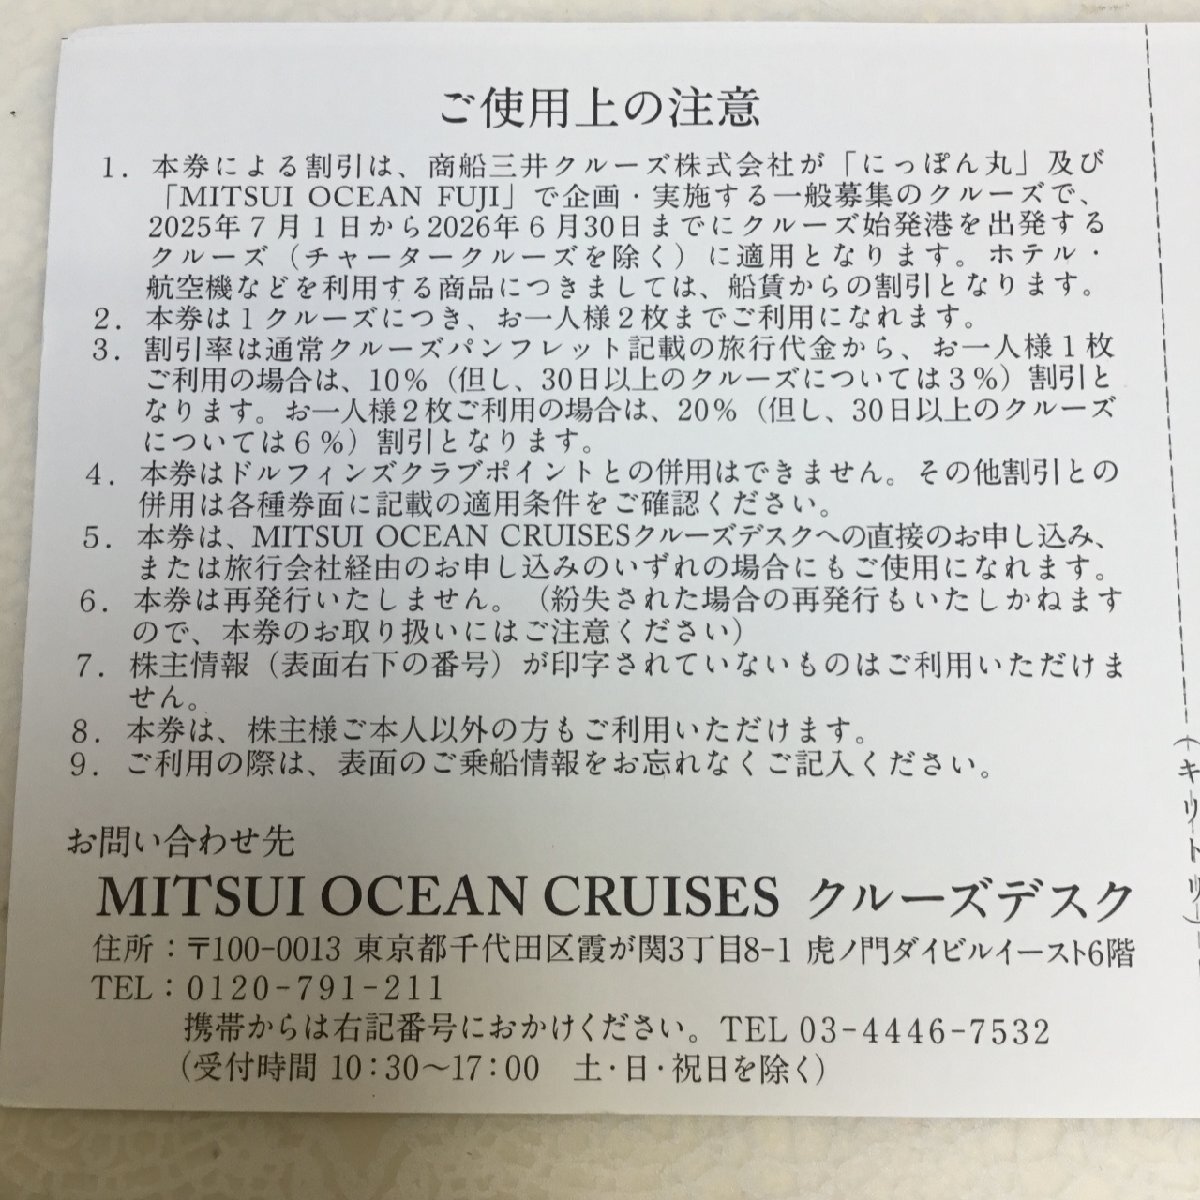 ご使用上の注意
1．本券による割引は、商船三井クルーズ株式会社が「にっぽん丸」及び
「MITSUI OCEAN FUJI」で企画・実施する一般募集のクルーズで、
2025年7月1日から2026年6月30日までにクルーズ始発港を出発する
クルーズ（チャータークルーズを除く）に適用となります。ホテル・
航空機などを利用する商品につきましては、船賃からの割引となります。
2．本券は1クルーズにつき、お一人様2枚までご利用になれます。
3．割引率は通常クルーズパンフレット記載の旅行代金から、お一人様1枚
ご利用の場合は、10％（但し、30日以上のクルーズについては3％）割引と
なります。お一人様2枚ご利用の場合は、20％（但し、30日以上のクルーズ
については6％）割引となります。
4．本券はドルフィンズクラブポイントとの併用はできません。その他割引との
併用は各種券面に記載の適用条件をご確認ください。
5．本券は、MITSUI OCEAN CRUISESクルーズデスクへの直接のお申し込み、
または旅行会社経由のお申し込みのいずれの場合にもご使用になれます。
6．本券は再発行いたしません。（紛失された場合の再発行もいたしかねます
ので、本券のお取り扱いにはご注意ください）
7．株主情報（表面右下の番号）が印字されていないものはご利用いただけま
せん。
8．本券は、株主様ご本人以外の方もご利用いただけます。
9．ご利用の際は、表面のご乗船情報をお忘れなくご記入ください。
お問い合わせ先
MITSUI OCEAN CRUISES クルーズデスク
住所：〒100-0013 東京都千代田区霞が関3丁目8-1 虎ノ門ダイビルイースト6階
TEL：0120-791-211
携帯からは右記番号におかけください。TEL 03-4446-7532
（受付時間 10:30～17:00　土・日・祝日を除く）
（キリトリ）